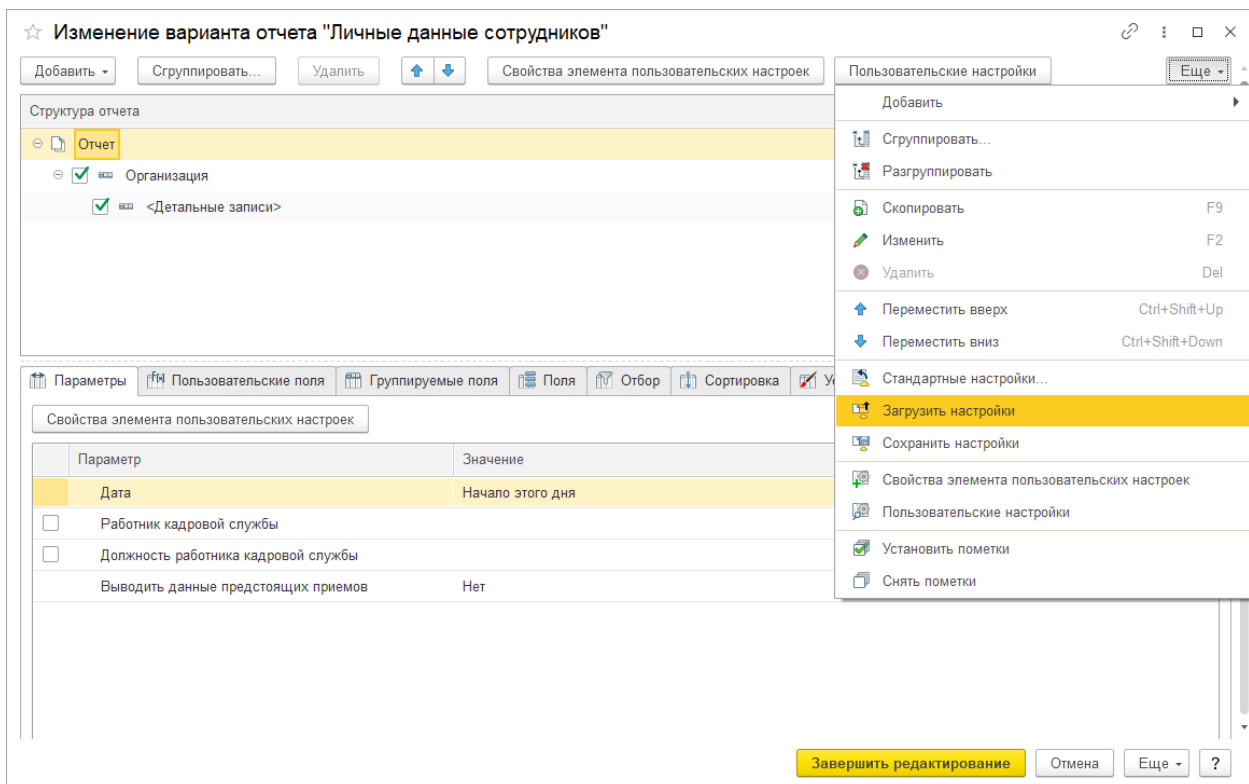 Изменение варианта отчета "Личные данные сотрудников"
Добавить
Сгруппировать...
Удалить
Свойства элемента пользовательских настроек
Пользовательские настройки
Еще
Структура отчета
Отчет
Организация
<Детальные записи>
Добавить
Сгруппировать...
Разгруппировать
Скопировать F9
Изменить F2
Удалить Del
Переместить вверх Ctrl+Shift+Up
Переместить вниз Ctrl+Shift+Down
Стандартные настройки...
Загрузить настройки
Сохранить настройки
Свойства элемента пользовательских настроек
Пользовательские настройки
Установить пометки
Снять пометки
Параметры
Пользовательские поля
Группируемые поля
Поля
Отбор
Сортировка
Свойства элемента пользовательских настроек
Параметр Значение
Дата Начало этого дня
Работник кадровой службы
Должность работника кадровой службы
Выводить данные предстоящих приемов Нет
Завершить редактирование
Отмена
Еще
?